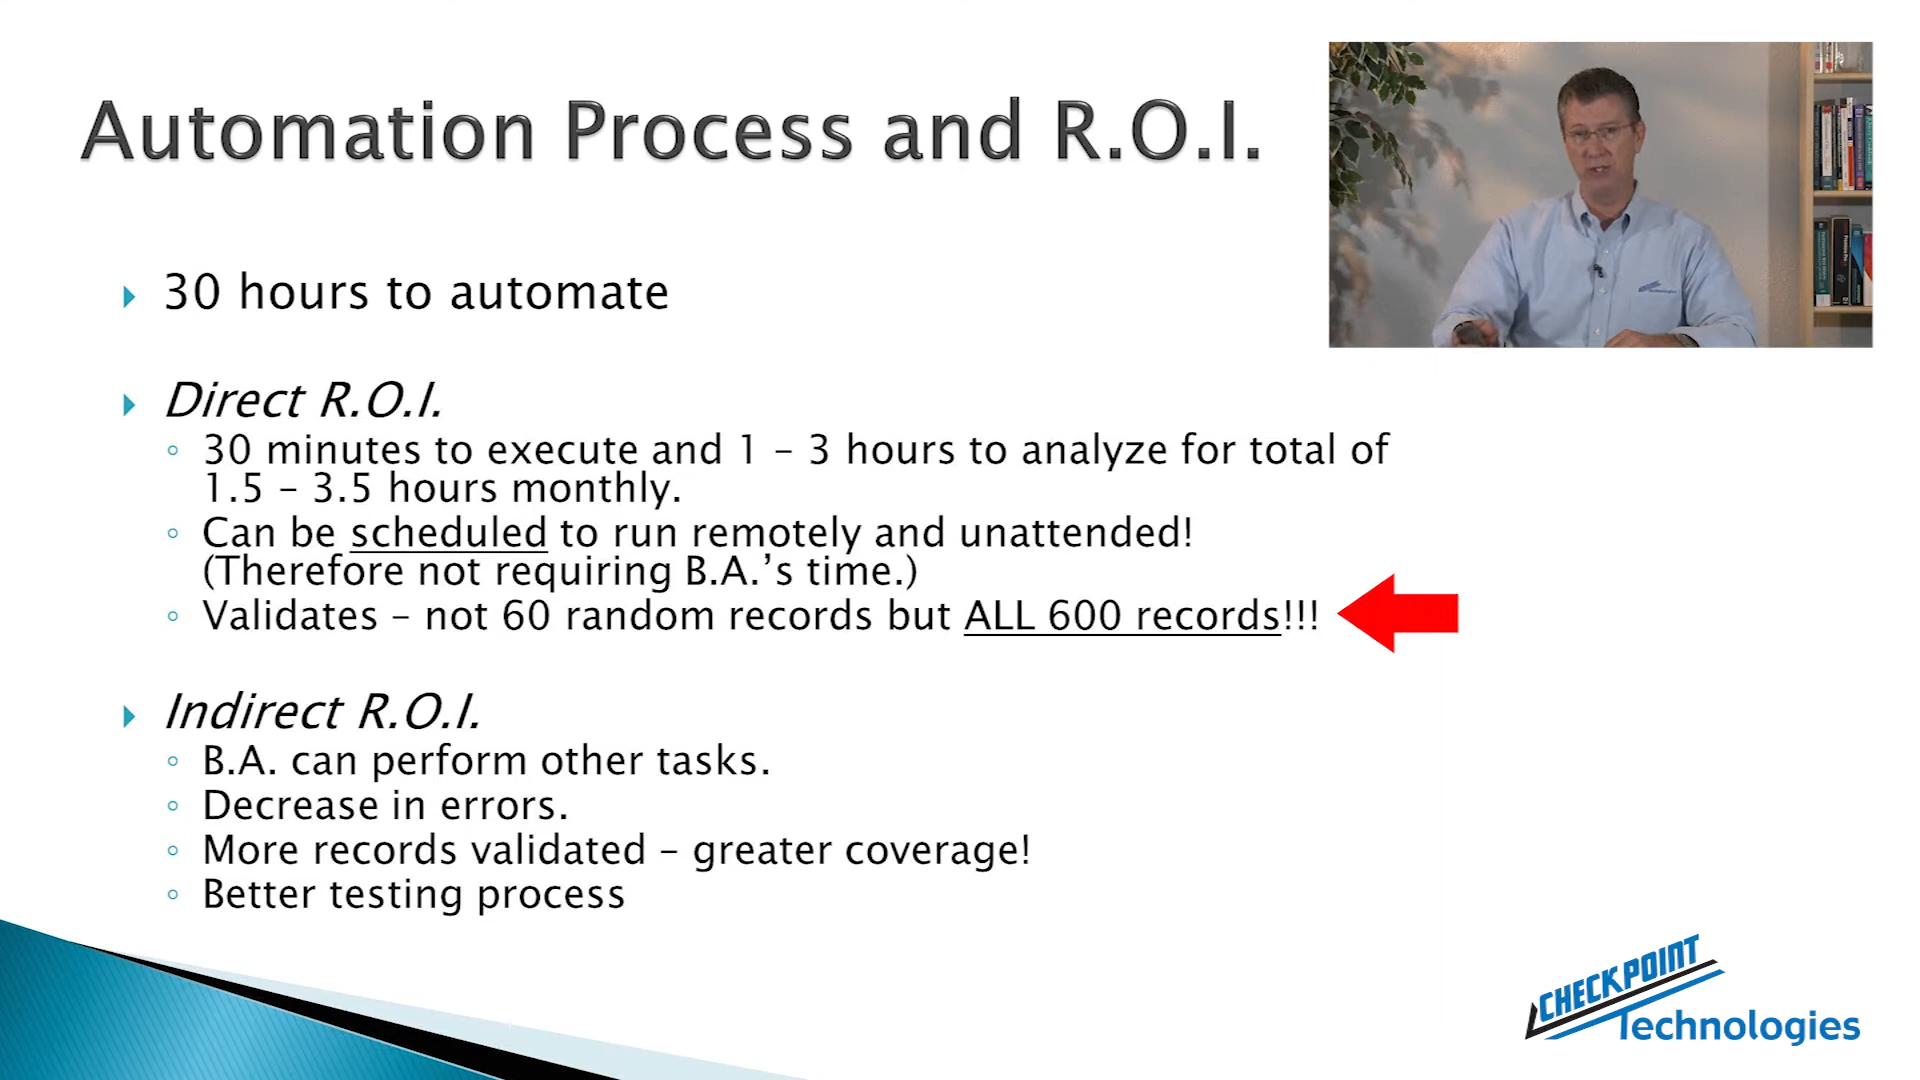 Automation Process and R.O.I.
30 hours to automate
Direct R.O.I.
30 minutes to execute and 1 – 3 hours to analyze for total of
1.5 – 3.5 hours monthly.
Can be scheduled to run remotely and unattended!
(Therefore not requiring B.A.’s time.)
Validates – not 60 random records but ALL 600 records!!!
Indirect R.O.I.
B.A. can perform other tasks.
Decrease in errors.
More records validated – greater coverage!
Better testing process
CHECKPOINT
Technologies